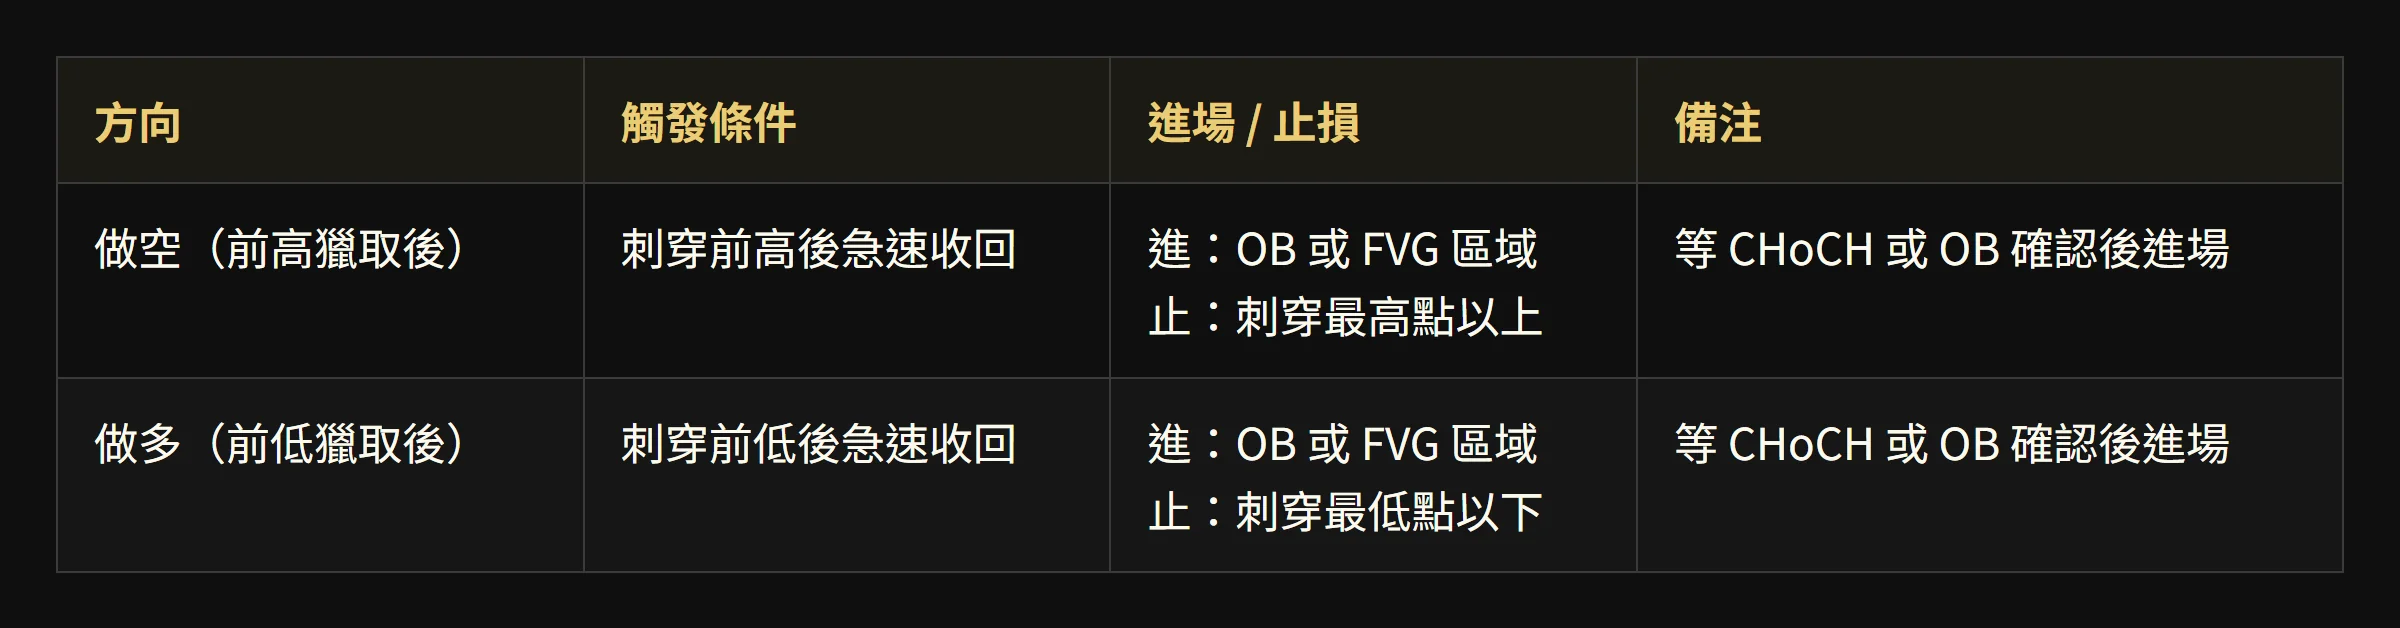 方向
觸發條件
進場 / 止損
備注
做空（前高獵取後）
刺穿前高後急速收回
進：OB 或 FVG 區域
止：刺穿最高點以上
等 CHoCH 或 OB 確認後進場
做多（前低獵取後）
刺穿前低後急速收回
進：OB 或 FVG 區域
止：刺穿最低點以下
等 CHoCH 或 OB 確認後進場